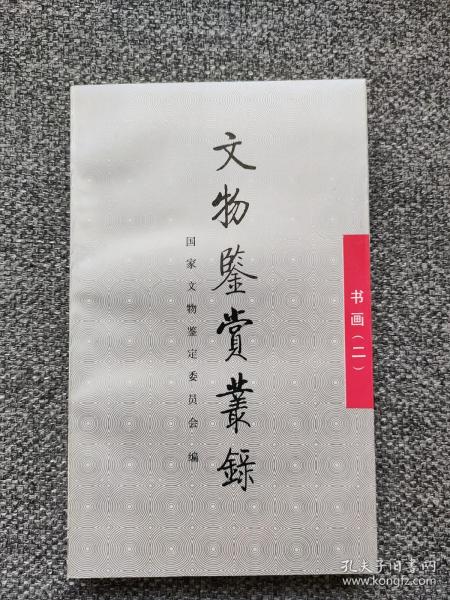 文物鑒賞叢錄
国家文物鉴定委员会 编
书画（二）
孔夫子旧书网
www.kongfz.com